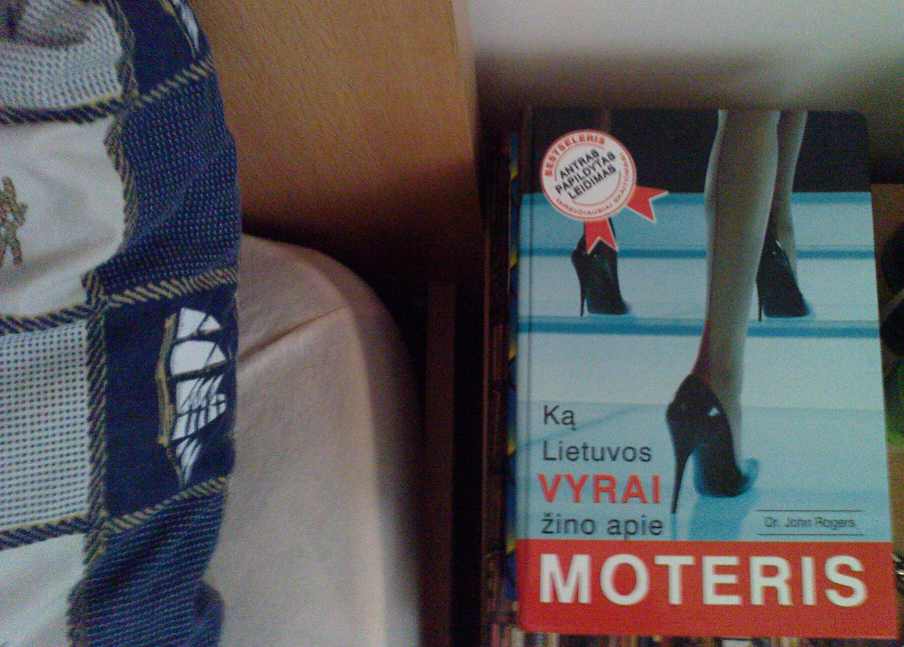 BESTSELERIS
ANTRAS
PAPILDYTAS
LEIDIMAS
Ką
Lietuvos
VYRAI
žino apie
Dr. John Rogers
MOTERIS